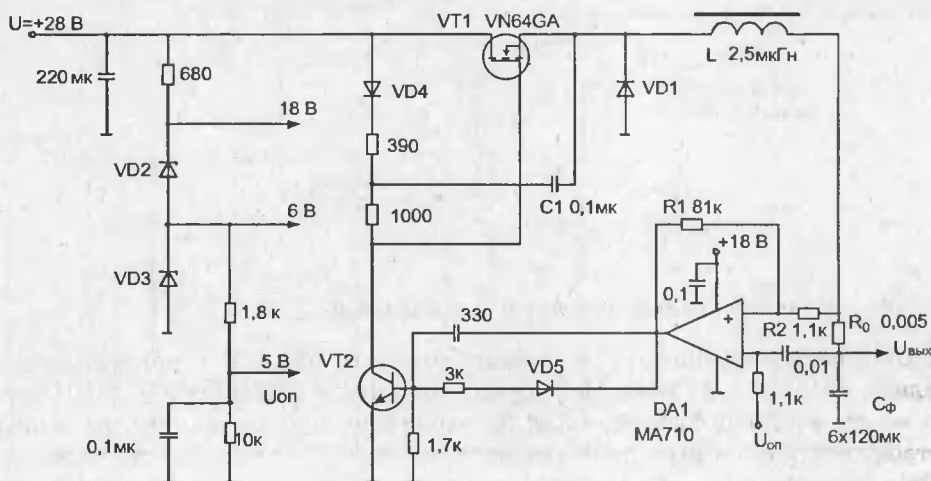 U=+28 В
VT1 VN64GA
L 2,5мкГн
220 мк
680
VD4
VD1
18 В
390
VD2
C1 0,1мк
R1 81к
6 В
1000
+18 В
VD3
0,1
330
1,8 к
+
R2 1,1к
R0 0,005
Uвых
VT2
5 В
3к
VD5
0,01
Uоп
DA1
1,1к
Cф
0,1мк
10к
1,7к
МА710
Uоп
6x120мк